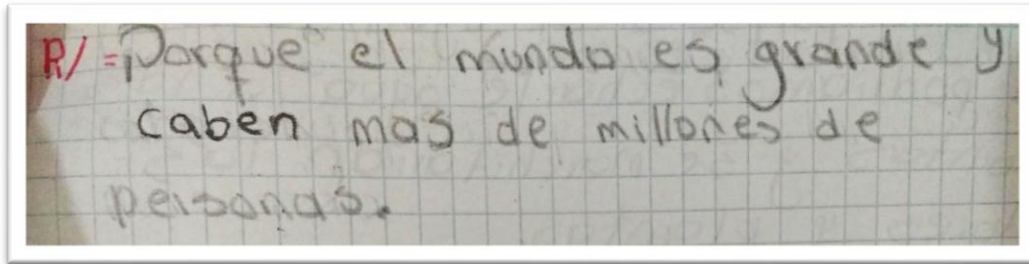 R/=Porque el mundo es grande y
caben mas de millones de
personas.